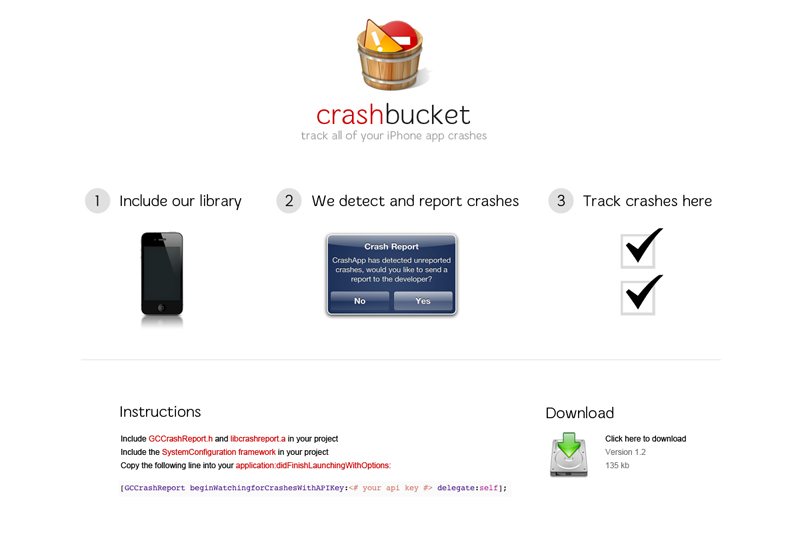 crashbucket
track all of your iPhone app crashes
1 Include our library
2 We detect and report crashes
3 Track crashes here
Crash Report
CrashApp has detected unreported
crashes, would you like to send a
report to the developer?
No Yes
Instructions
Include GCCrashReport.h and libcrashreport.a in your project
Include the SystemConfiguration framework in your project
Copy the following line into your application:didFinishLaunchingWithOptions:
[GCCrashReport beginWatchingforCrashesWithAPIKey:<# your api key #> delegate:self];
Download
Click here to download
Version 1.2
135 kb